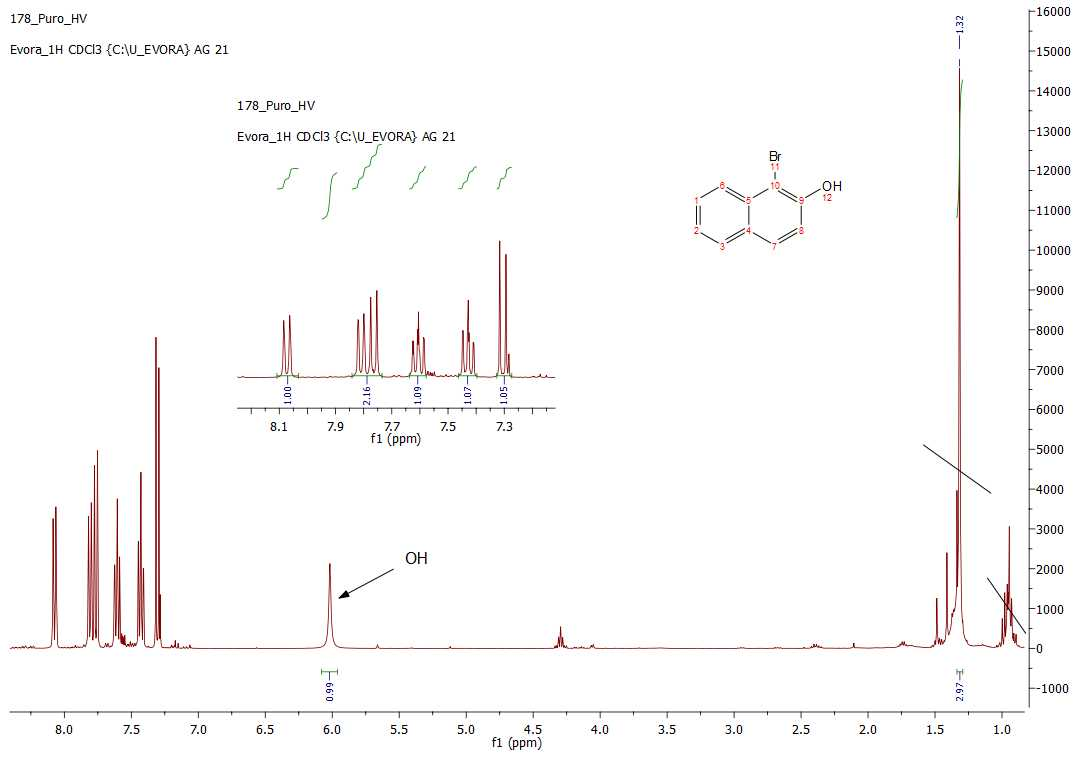 178_Puro_HV
Evora_1H CDCl3 {C:\U_EVORA} AG 21
1.32
16000
15000
14000
13000
12000
11000
10000
9000
8000
7000
6000
5000
4000
3000
2000
1000
0
-1000
178_Puro_HV
Evora_1H CDCl3 {C:\U_EVORA} AG 21
1.00
2.16
1.09
1.07
1.05
8.1 7.9 7.7 7.5 7.3
f1 (ppm)
Br
11
OH
12
6 10 9
1 5
2 4 8
3 7
OH
0.99
2.97
8.0 7.5 7.0 6.5 6.0 5.5 5.0 4.5 4.0 3.5 3.0 2.5 2.0 1.5 1.0
f1 (ppm)